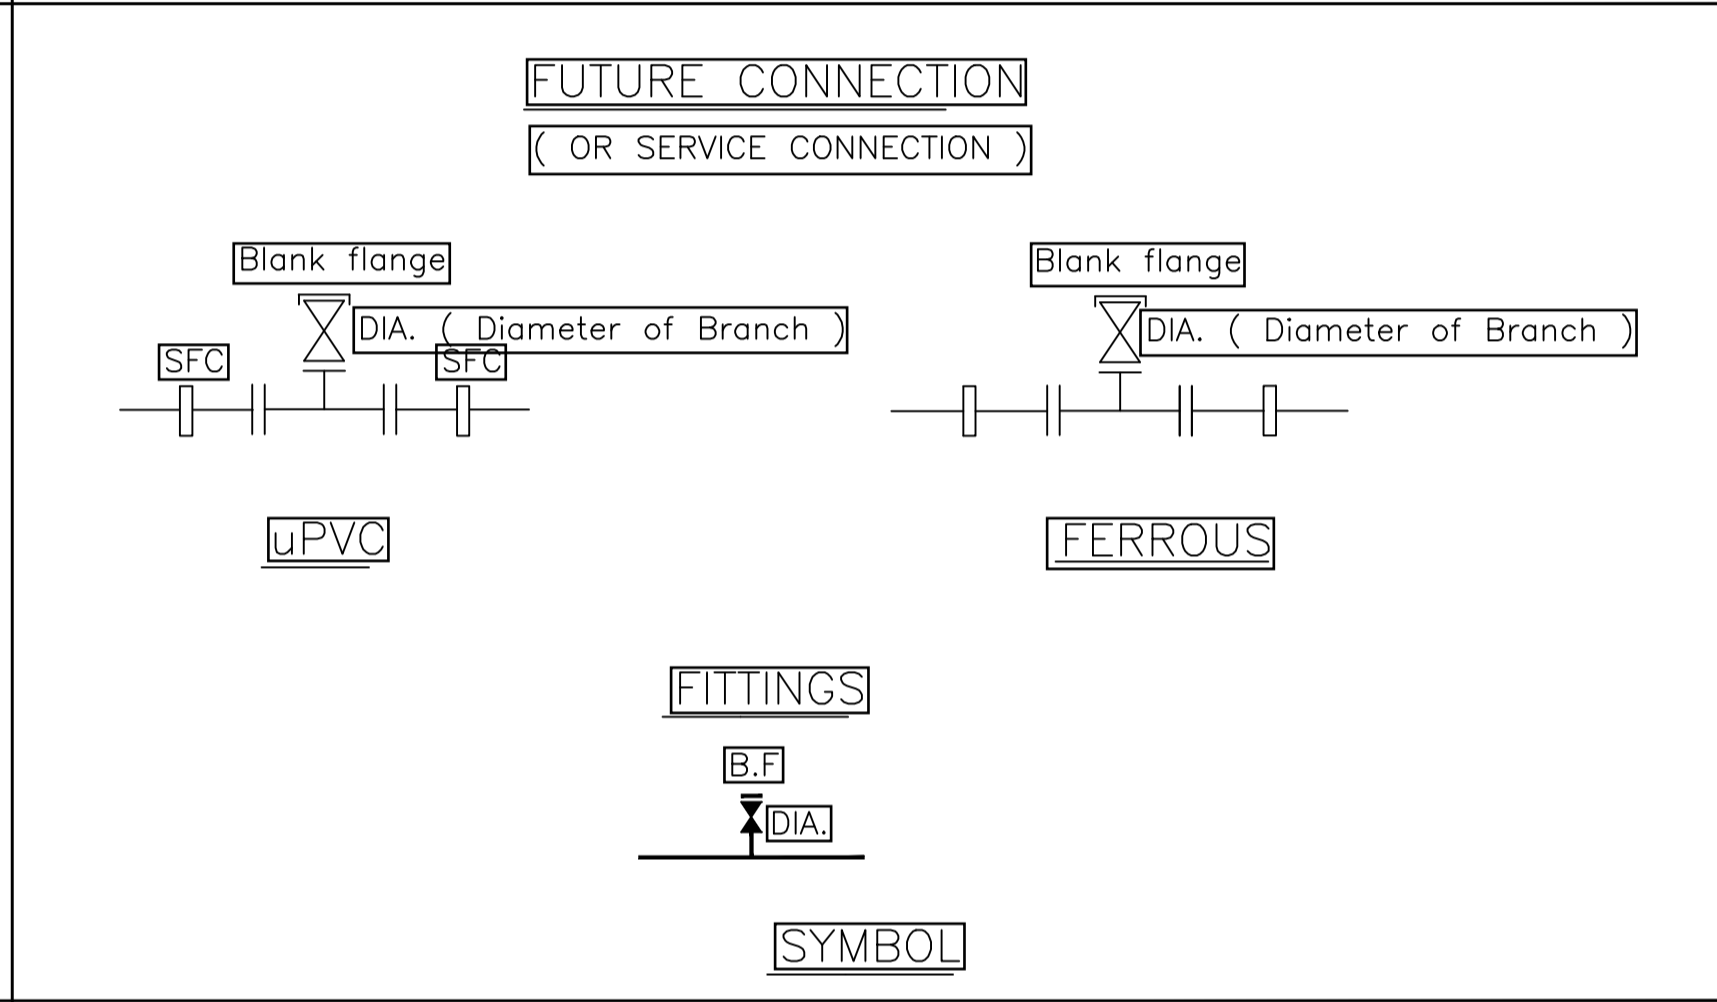 FUTURE CONNECTION
( OR SERVICE CONNECTION )
Blank flange
Blank flange
DIA. ( Diameter of Branch )
DIA. ( Diameter of Branch )
SFC
SFC
uPVC
FERROUS
FITTINGS
B.F
DIA.
SYMBOL